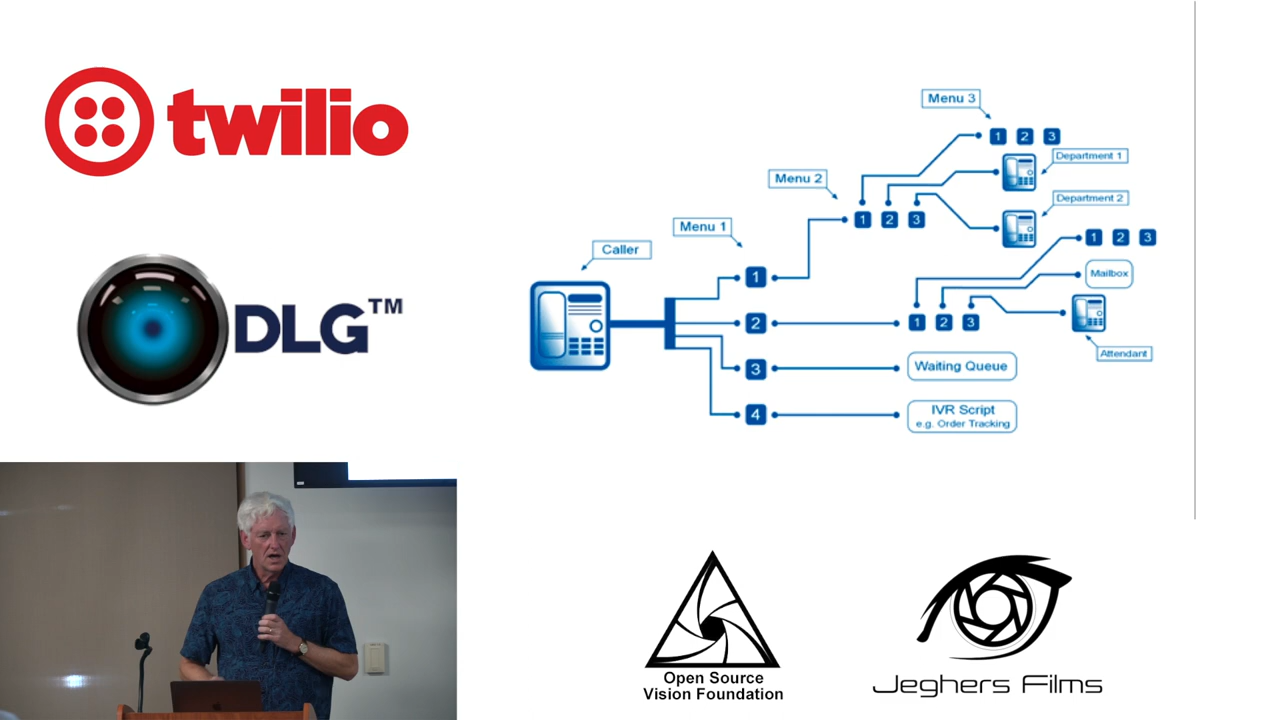 twilio
DLG™
Menu 3
1 2 3
Department 1
Menu 2
Department 2
1 2 3
Menu 1
1 2 3
Caller
1
Mailbox
2
1 2 3
Attendant
3
Waiting Queue
4
IVR Script
e.g. Order Tracking
Open Source
Vision Foundation
Jeghers Films